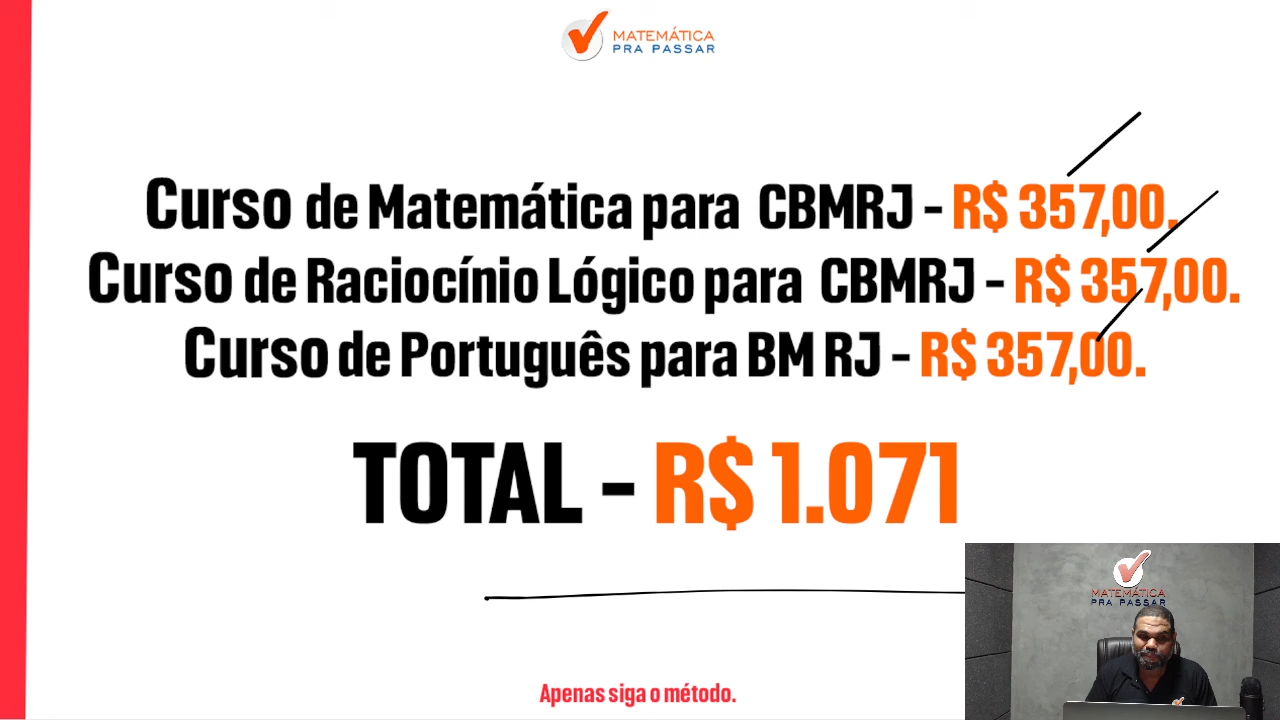 MATEMÁTICA
PRA PASSAR
Curso de Matemática para CBMRJ - R$ 357,00.
Curso de Raciocínio Lógico para CBMRJ - R$ 357,00.
Curso de Português para BM RJ - R$ 357,00.
TOTAL - R$ 1.071
MATEMÁTICA
PRA PASSAR
Apenas siga o método.